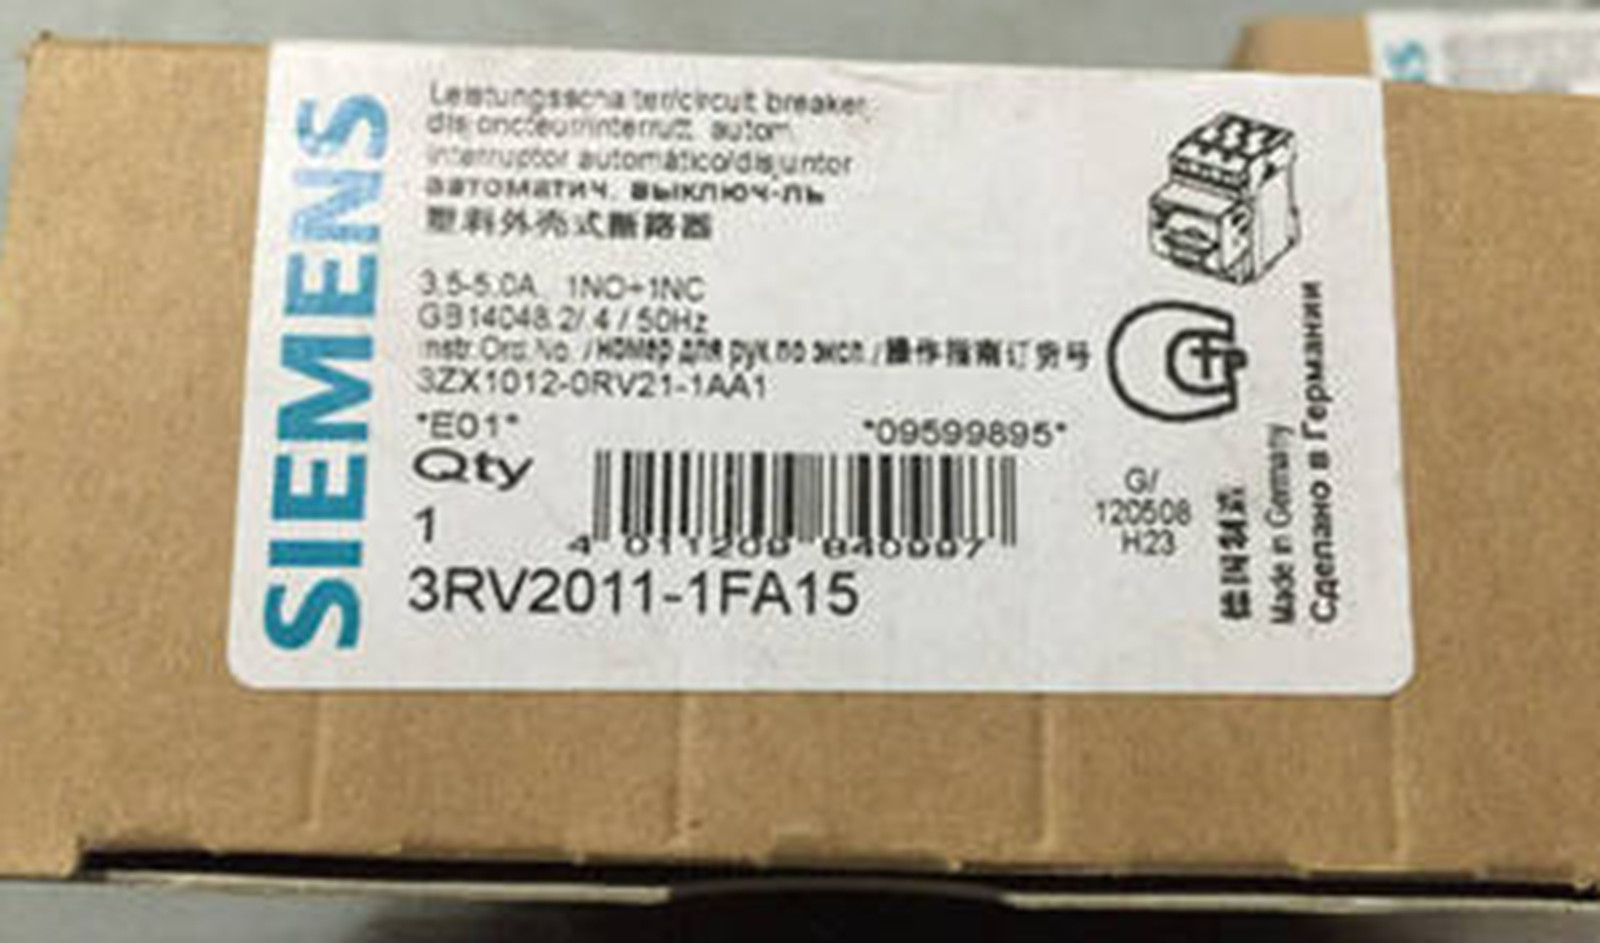 SIEMENS
Leistungsschalter/circuit breaker
disjoncteur/interrutt. autom.
interruptor automático/disjuntor
автоматич. выключ-ль
塑料外壳式断路器
3.5-5.0A, 1NO+1NC
GB14048.2/.4 / 50Hz
Instr.Ord.No. / номер для рук.по эксп./操作指南订货号
3ZX1012-0RV21-1AA1
*E01*
*09599895*
Qty
1
4 011209 840997
3RV2011-1FA15
G/
120508
H23
德国制造
Made in Germany
Сделано в Германии